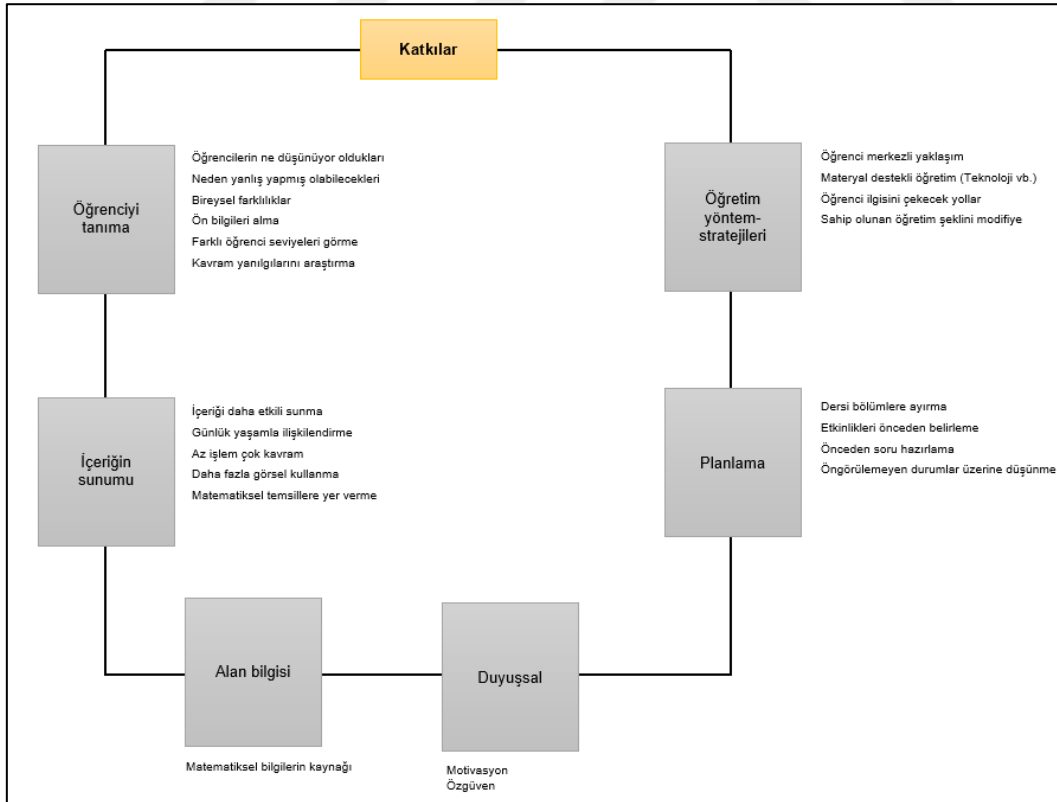 Katkılar
Öğrenciyi
tanıma
Öğrencilerin ne düşünüyor oldukları
Neden yanlış yapmış olabilecekleri
Bireysel farklılıklar
Ön bilgileri alma
Farklı öğrenci seviyeleri görme
Kavram yanılgılarını araştırma
Öğretim
yöntem-
stratejileri
Öğrenci merkezli yaklaşım
Materyal destekli öğretim (Teknoloji vb.)
Öğrenci ilgisini çekecek yollar
Sahip olunan öğretim şeklini modifiye
İçeriğin
sunumu
İçeriği daha etkili sunma
Günlük yaşamla ilişkilendirme
Az işlem çok kavram
Daha fazla görsel kullanma
Matematiksel temsillere yer verme
Planlama
Dersi bölümlere ayırma
Etkinlikleri önceden belirleme
Önceden soru hazırlama
Öngörülemeyen durumlar üzerine düşünme
Alan bilgisi
Matematiksel bilgilerin kaynağı
Duyuşsal
Motivasyon
Özgüven